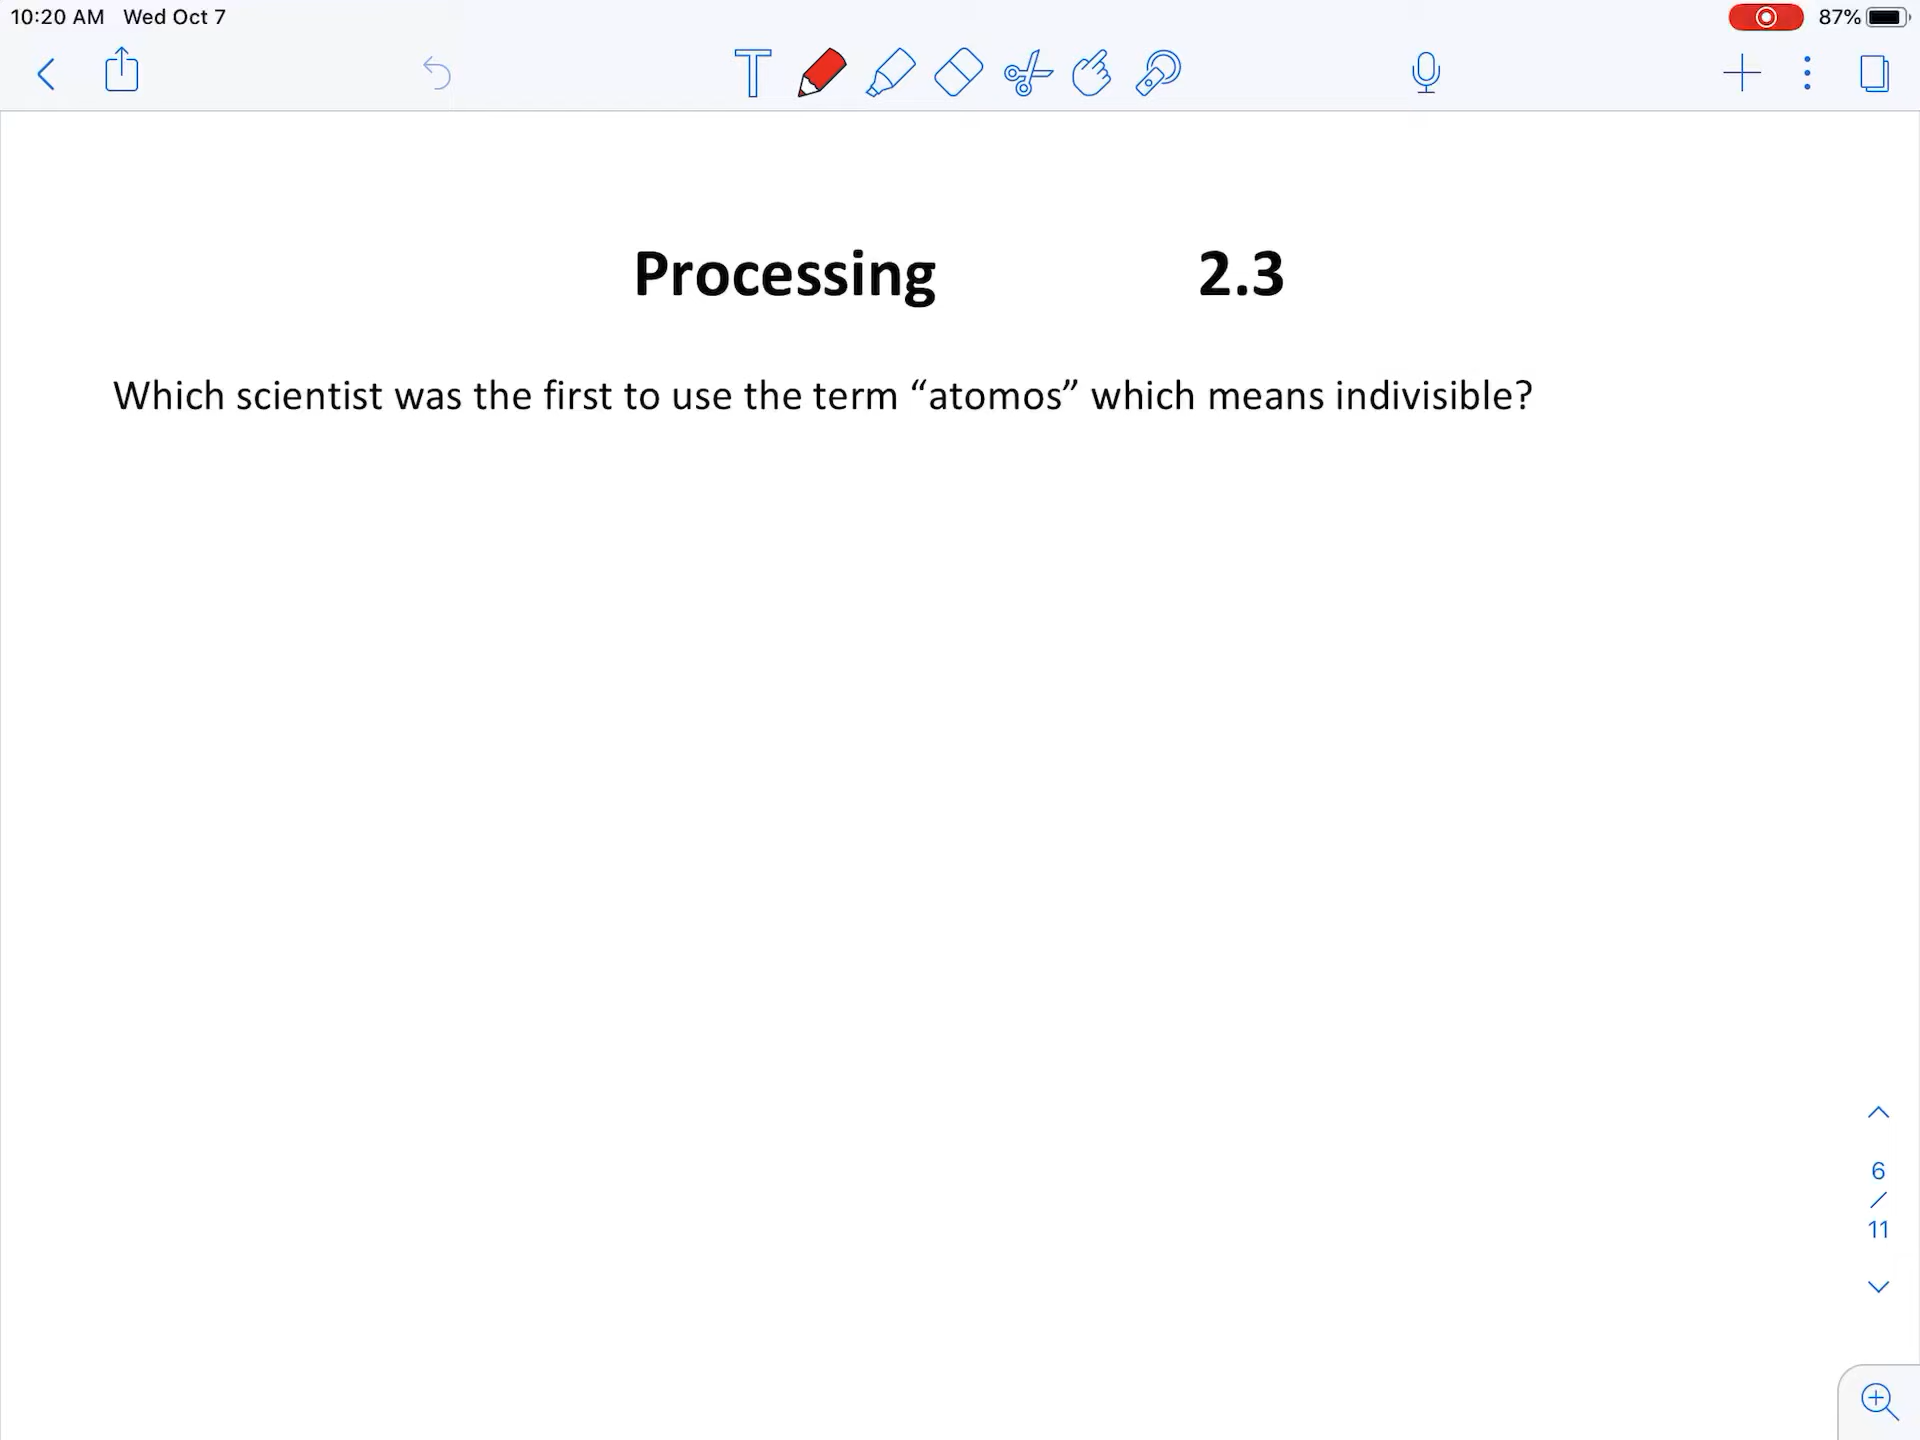 10:20 AM Wed Oct 7
87%
Processing 2.3
Which scientist was the first to use the term “atomos” which means indivisible?
6
/
11